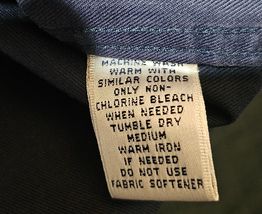 MACHINE WASH
WARM WITH
SIMILAR COLORS
ONLY NON-
CHLORINE BLEACH
WHEN NEEDED
TUMBLE DRY
MEDIUM
WARM IRON
IF NEEDED
DO NOT USE
FABRIC SOFTENER